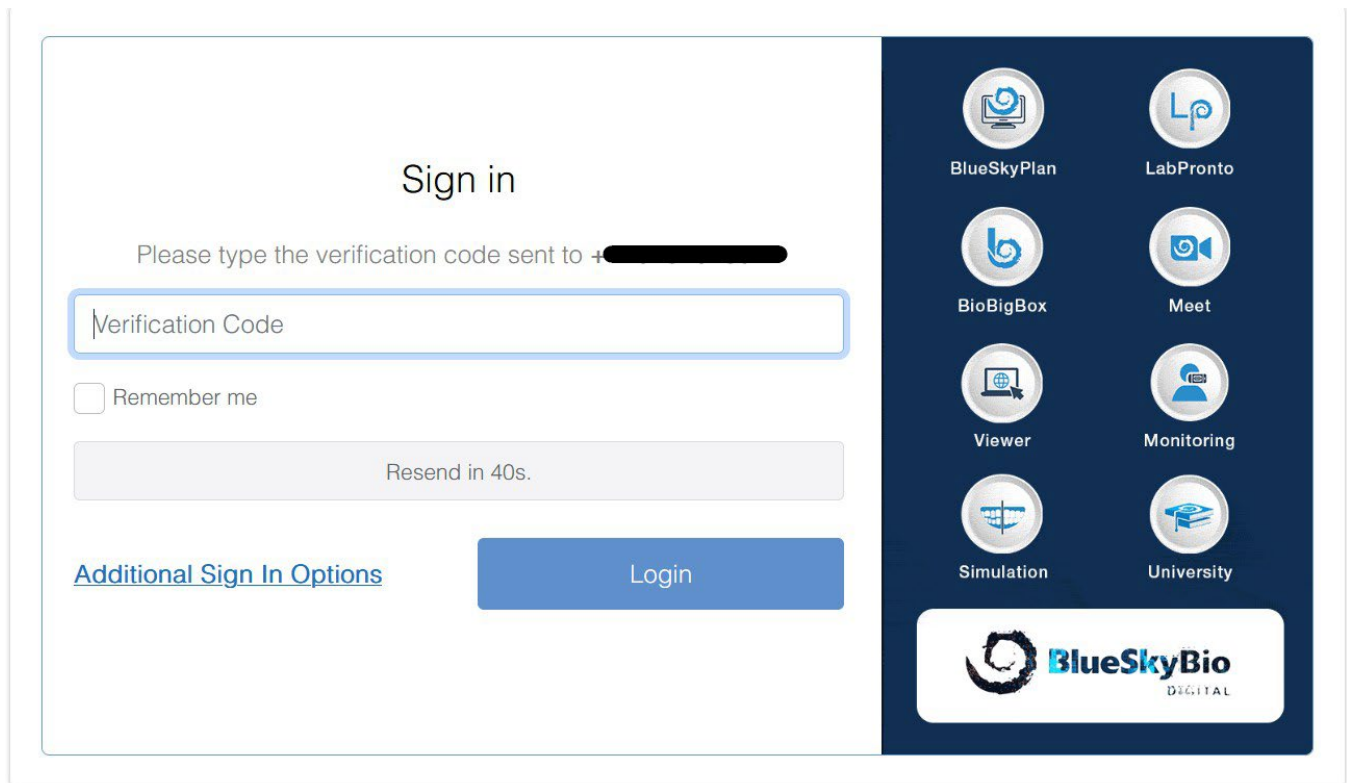 Sign in
Please type the verification code sent to +
Verification Code
Remember me
Resend in 40s.
Additional Sign In Options
Login
BlueSkyPlan
LabPronto
BioBigBox
Meet
Viewer
Monitoring
Simulation
University
BlueSkyBio
DIGITAL